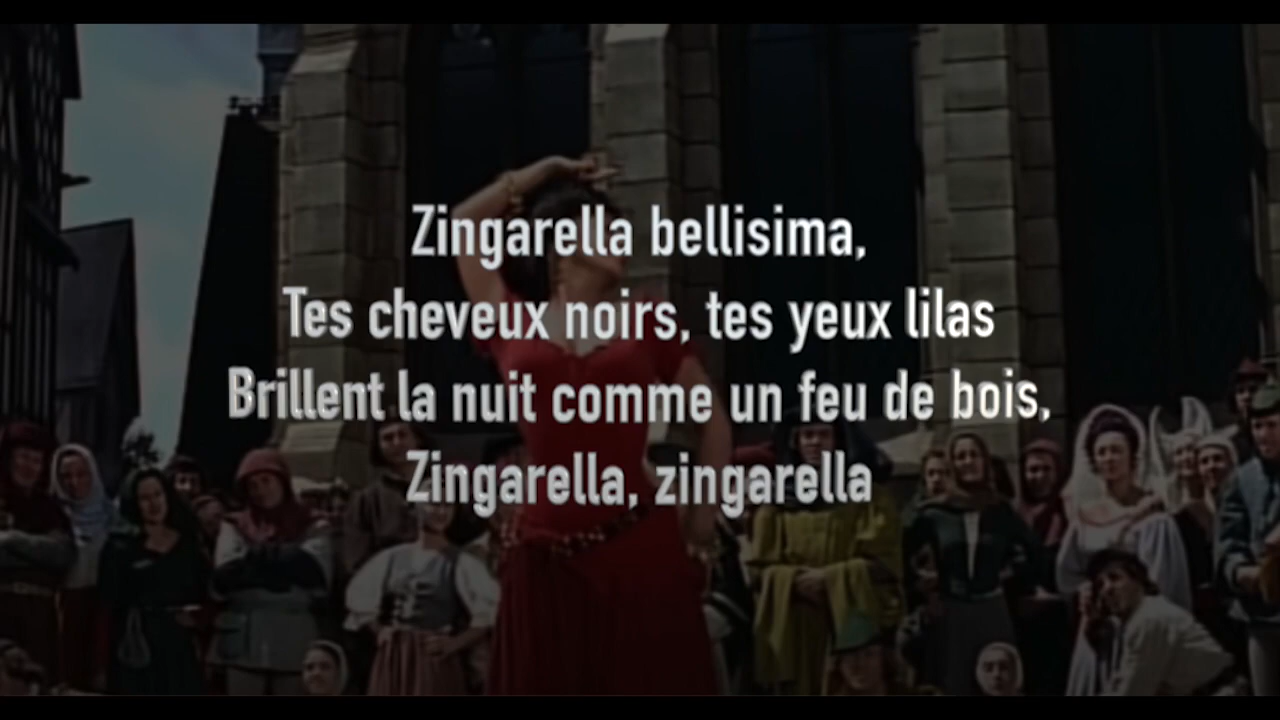 Zingarella bellisima,
Tes cheveux noirs, tes yeux lilas
Brillent la nuit comme un feu de bois,
Zingarella, zingarella